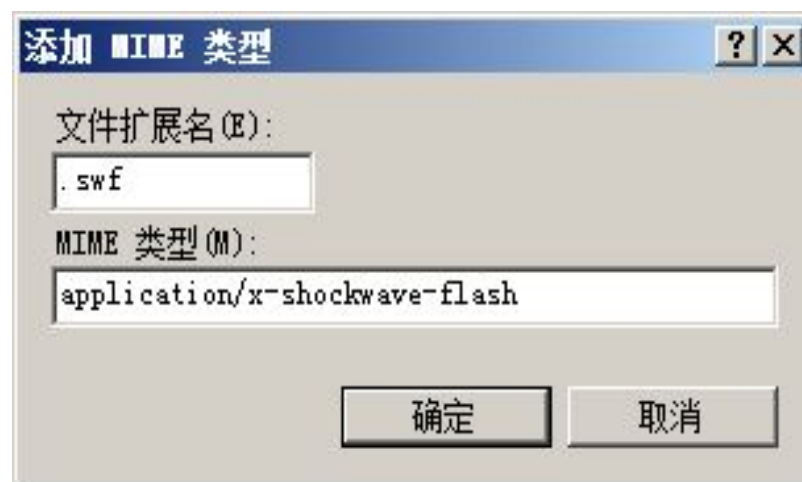 添加 MIME 类型
文件扩展名(E):
.swf
MIME 类型(M):
application/x-shockwave-flash
确定 取消